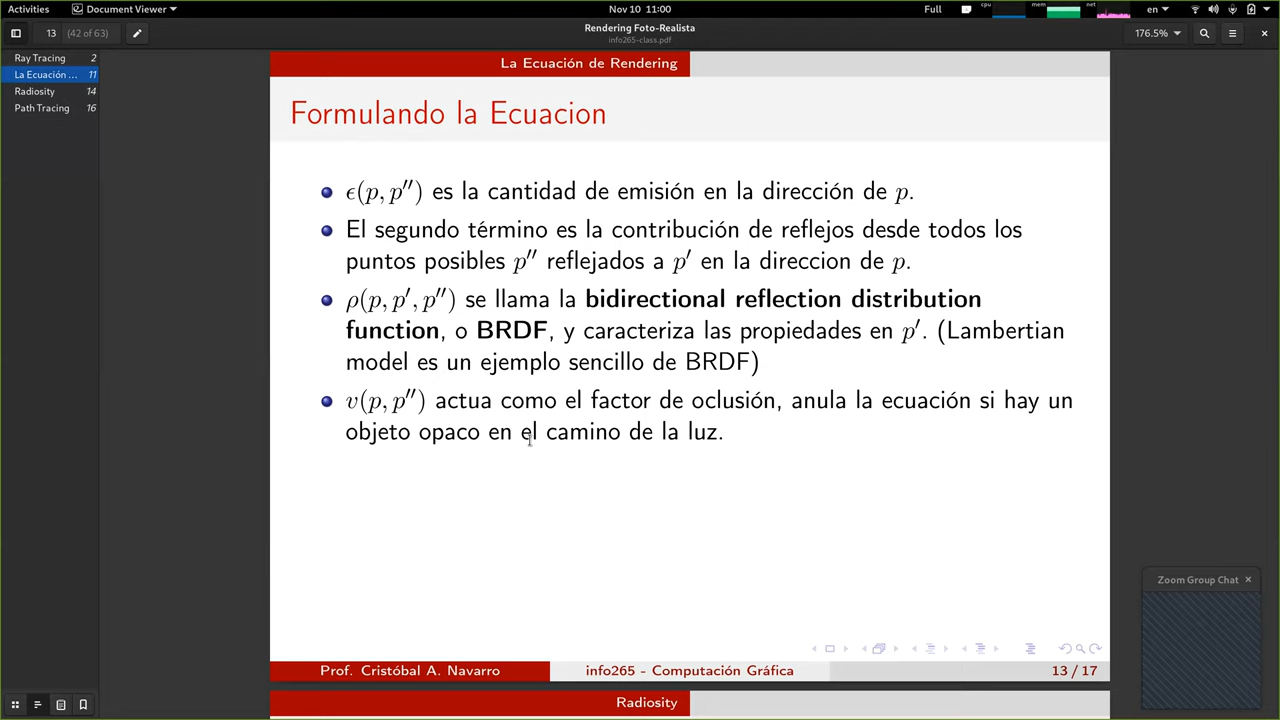 Activities
Document Viewer
Nov 10 11:00
Full
cpu
mem
net
en
13
(42 of 63)
Rendering Foto-Realista
info265-class.pdf
176.5%
Ray Tracing 2
La Ecuación ... 11
Radiosity 14
Path Tracing 16
La Ecuación de Rendering
Formulando la Ecuacion
ϵ(p, p′′) es la cantidad de emisión en la dirección de p.
El segundo término es la contribución de reflejos desde todos los
puntos posibles p′′ reflejados a p′ en la direccion de p.
ρ(p, p′, p′′) se llama la bidirectional reflection distribution
function, o BRDF, y caracteriza las propiedades en p′. (Lambertian
model es un ejemplo sencillo de BRDF)
v(p, p′′) actua como el factor de oclusión, anula la ecuación si hay un
objeto opaco en el camino de la luz.
Zoom Group Chat
Prof. Cristóbal A. Navarro
info265 - Computación Gráfica
13 / 17
Radiosity